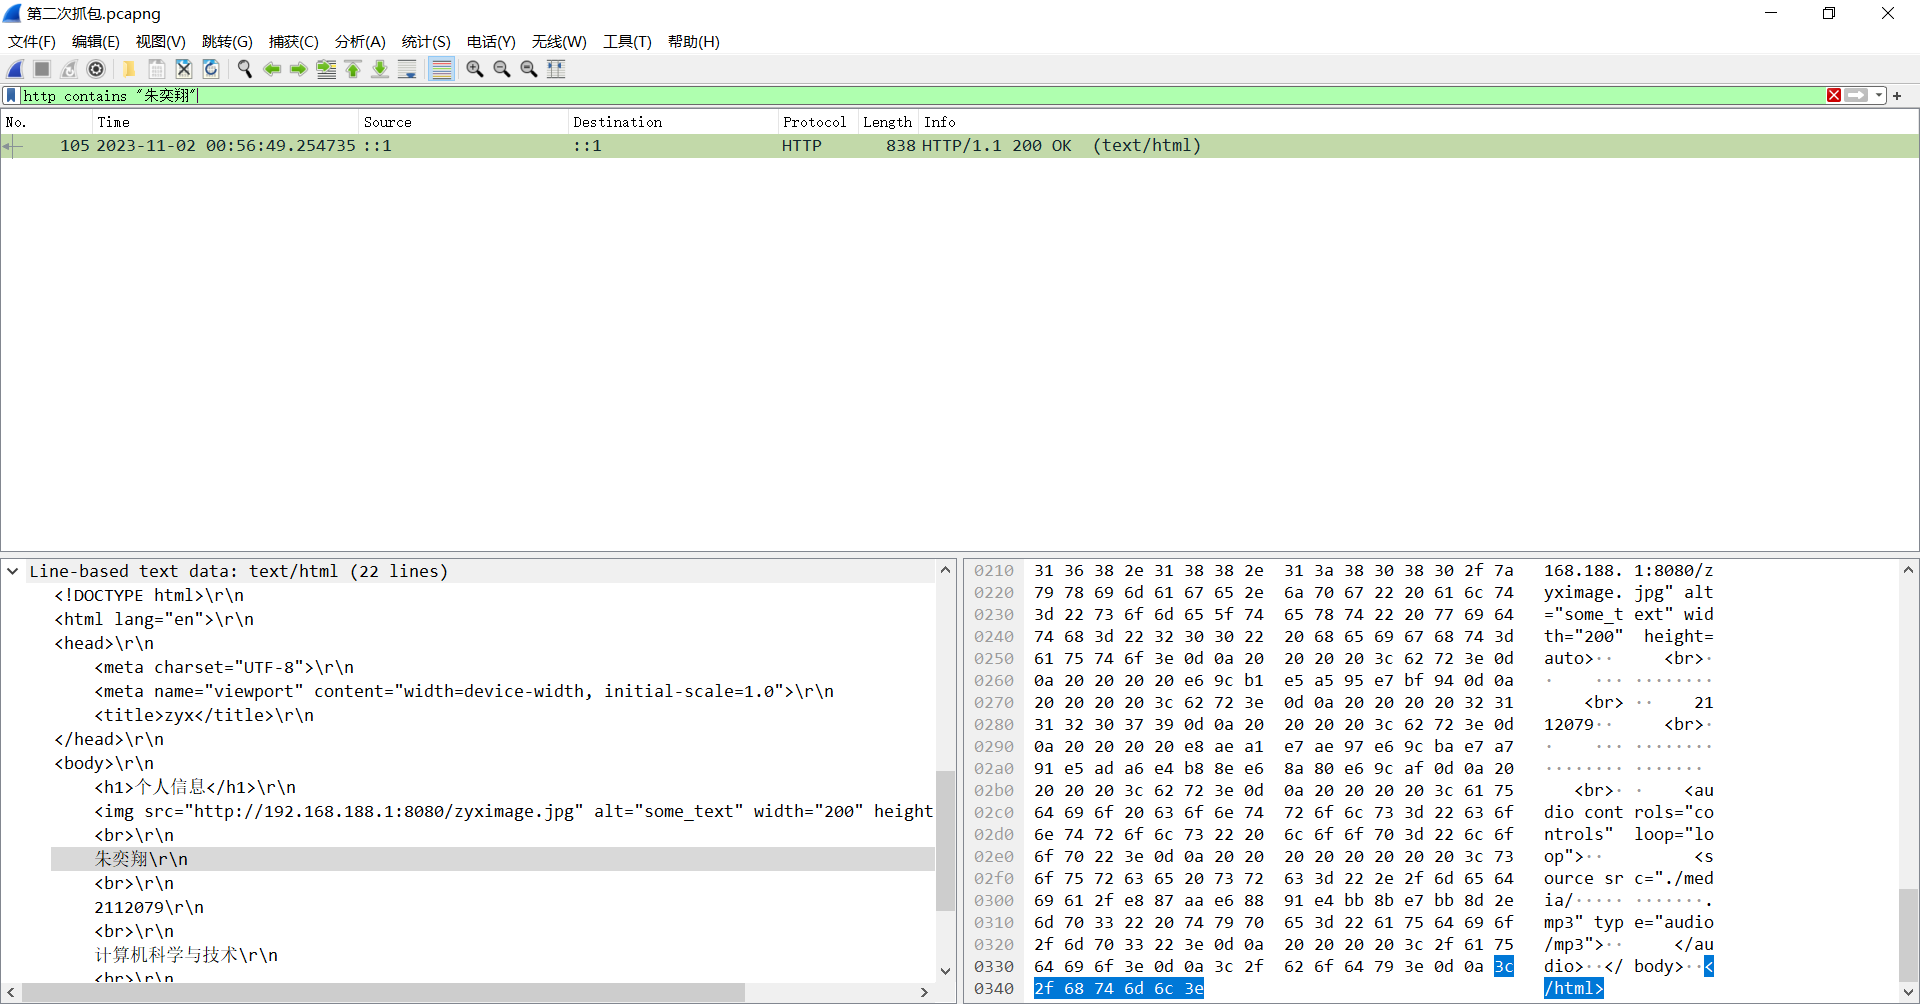 第二次抓包.pcapng
文件(F) 编辑(E) 视图(V) 跳转(G) 捕获(C) 分析(A) 统计(S) 电话(Y) 无线(W) 工具(T) 帮助(H)
http contains "朱奕翔"
No. Time Source Destination Protocol Length Info
105 2023-11-02 00:56:49.254735 ::1 ::1 HTTP 838 HTTP/1.1 200 OK (text/html)
Line-based text data: text/html (22 lines)
<!DOCTYPE html>\r\n
<html lang="en">\r\n
<head>\r\n
<meta charset="UTF-8">\r\n
<meta name="viewport" content="width=device-width, initial-scale=1.0">\r\n
<title>zyx</title>\r\n
</head>\r\n
<body>\r\n
<h1>个人信息</h1>\r\n
<img src="http://192.168.188.1:8080/zyximage.jpg" alt="some_text" width="200" height
<br>\r\n
朱奕翔\r\n
<br>\r\n
2112079\r\n
<br>\r\n
计算机科学与技术\r\n
<br>\r\n
0210 31 36 38 2e 31 38 38 2e 31 3a 38 30 38 30 2f 7a 168.188. 1:8080/z
0220 79 78 69 6d 61 67 65 2e 6a 70 67 22 20 61 6c 74 yximage. jpg" alt
0230 3d 22 73 6f 6d 65 5f 74 65 78 74 22 20 77 69 64 ="some_t ext" wid
0240 74 68 3d 22 32 30 30 22 20 68 65 69 67 68 74 3d th="200" height=
0250 61 75 74 6f 3e 0d 0a 20 20 20 20 3c 62 72 3e 0d auto>·· <br>·
0260 0a 20 20 20 20 e6 9c b1 e5 a5 95 e7 bf 94 0d 0a · ··· ········
0270 20 20 20 20 3c 62 72 3e 0d 0a 20 20 20 20 32 31 <br> ·· 21
0280 31 32 30 37 39 0d 0a 20 20 20 20 3c 62 72 3e 0d 12079·· <br>·
0290 0a 20 20 20 20 e8 ae a1 e7 ae 97 e6 9c ba e7 a7 · ··· ········
02a0 91 e5 ad a6 e4 b8 8e e6 8a 80 e6 9c af 0d 0a 20 ········ ·······
02b0 20 20 20 3c 62 72 3e 0d 0a 20 20 20 20 3c 61 75 <br>· · <au
02c0 64 69 6f 20 63 6f 6e 74 72 6f 6c 73 3d 22 63 6f dio cont rols="co
02d0 6e 74 72 6f 6c 73 22 20 6c 6f 6f 70 3d 22 6c 6f ntrols" loop="lo
02e0 6f 70 22 3e 0d 0a 20 20 20 20 20 20 20 20 3c 73 op">·· <s
02f0 6f 75 72 63 65 20 73 72 63 3d 22 2e 2f 6d 65 64 ource sr c="./med
0300 69 61 2f e8 87 aa e6 88 91 e4 bb 8b e7 bb 8d 2e ia/····· ·······.
0310 6d 70 33 22 20 74 79 70 65 3d 22 61 75 64 69 6f mp3" typ e="audio
0320 2f 6d 70 33 22 3e 0d 0a 20 20 20 20 3c 2f 61 75 /mp3">·· </au
0330 64 69 6f 3e 0d 0a 3c 2f 62 6f 64 79 3e 0d 0a 3c dio>··</ body>··<
0340 2f 68 74 6d 6c 3e /html>